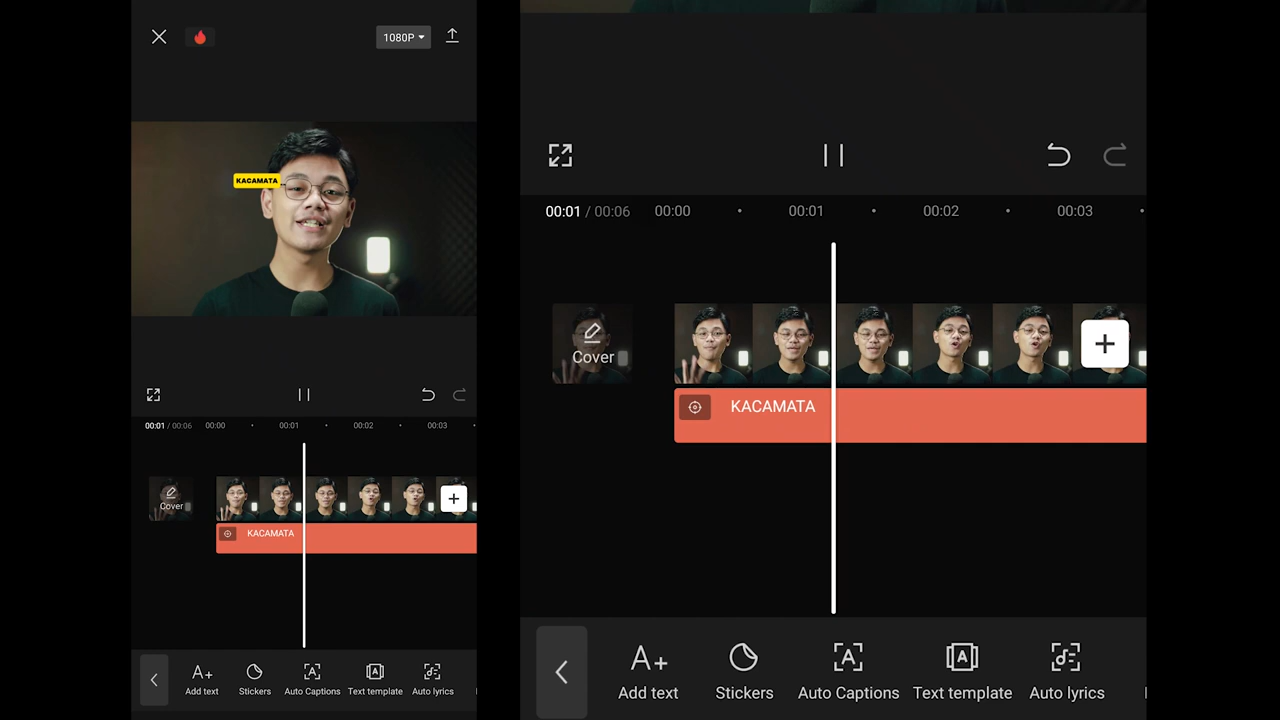 1080P
KACAMATA
00:01 / 00:06 00:00 00:01 00:02 00:03
Cover
KACAMATA
Add text Stickers Auto Captions Text template Auto lyrics
00:01 / 00:06 00:00 00:01 00:02 00:03
Cover
KACAMATA
Add text Stickers Auto Captions Text template Auto lyrics